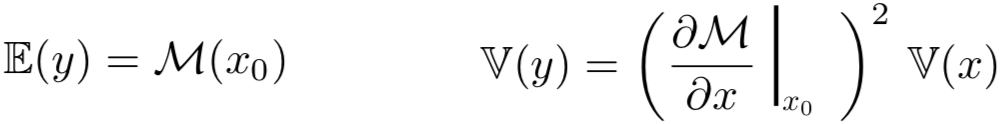 𝔼(y) = ℳ(x₀) 𝕍(y) = (∂ℳ/∂x |ₓ₀)² 𝕍(x)